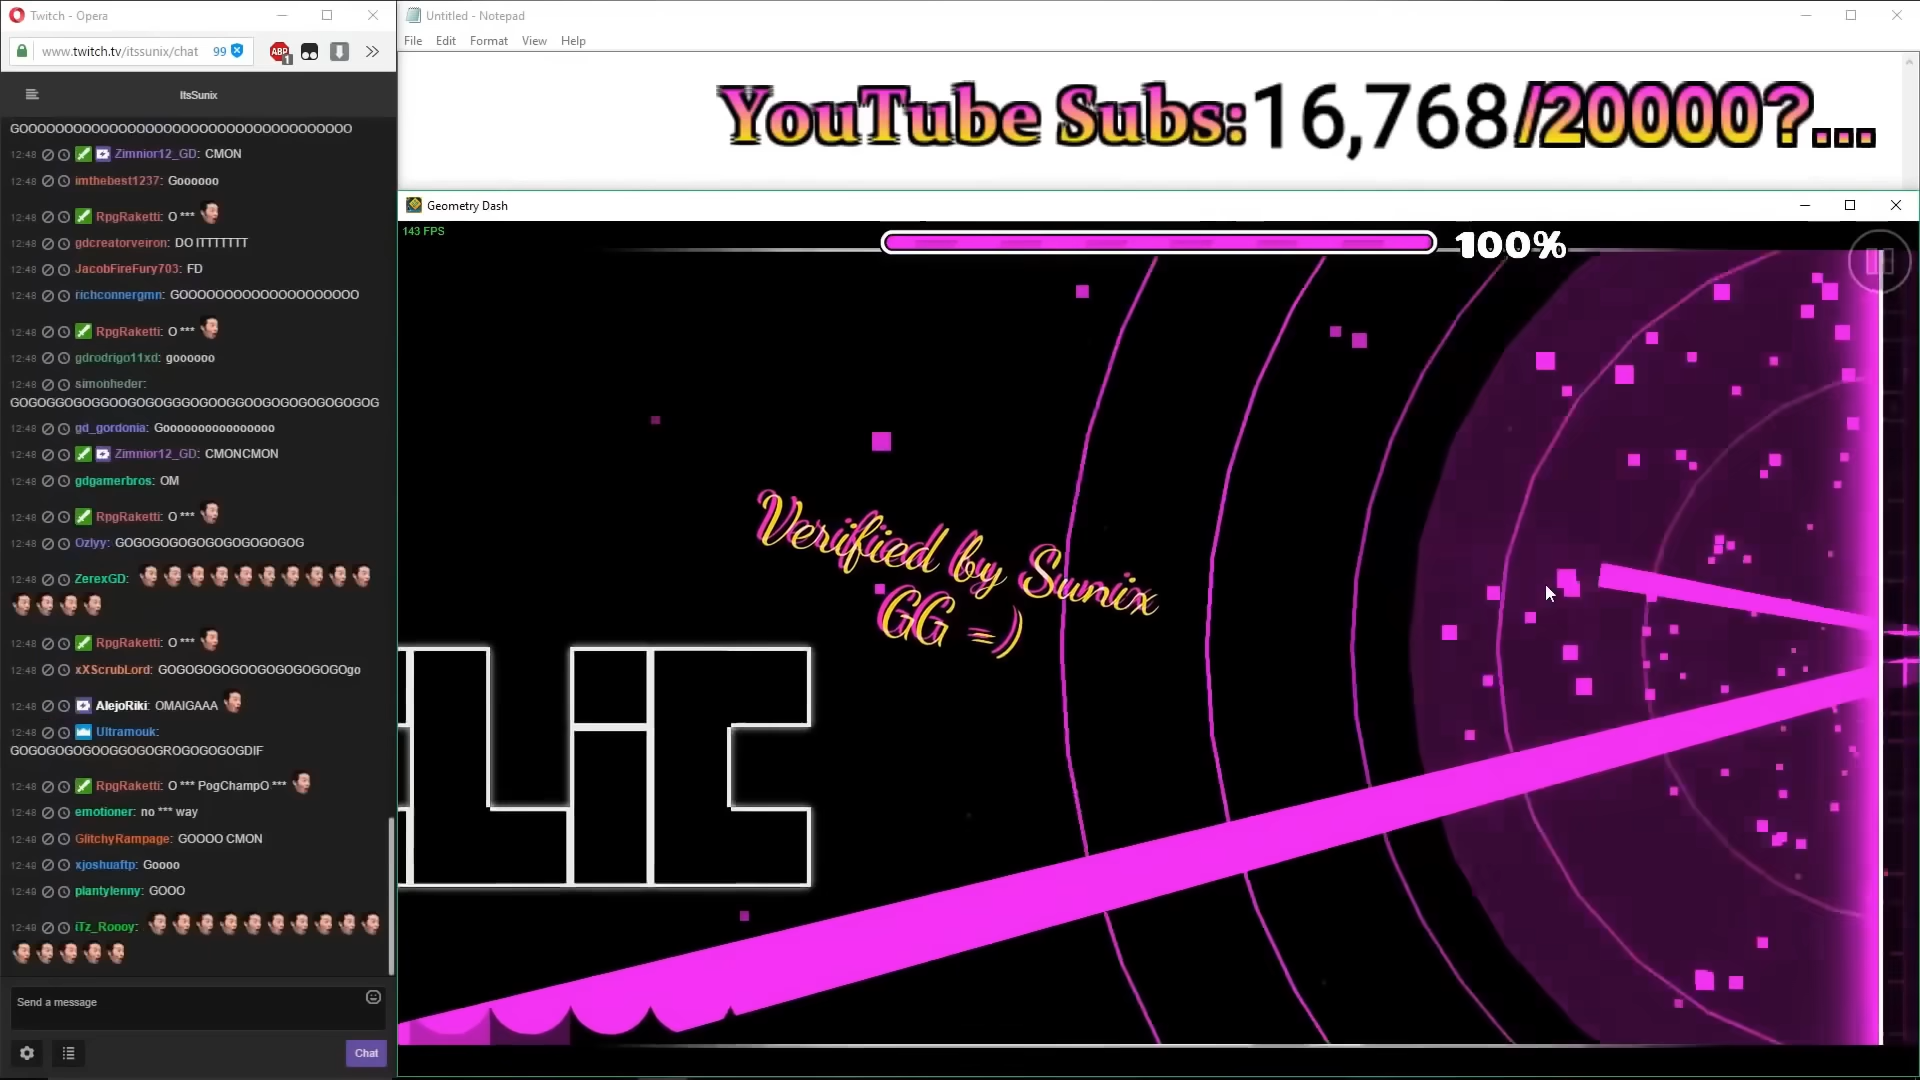 Twitch - Opera
www.twitch.tv/itssunix/chat 99
ABP 1
ItsSunix
GOOOOOOOOOOOOOOOOOOOOOOOOOOOOOOOOOOOO
12:48 Zimnior12_GD: CMON
12:48 imthebest1237: Goooooo
12:48 RpgRaketti: O ***
12:48 gdcreatorveiron: DO ITTTTTTT
12:48 JacobFireFury703: FD
12:48 richconnergmn: GOOOOOOOOOOOOOOOOOOOO
12:48 RpgRaketti: O ***
12:48 gdrodrigo11xd: goooooo
12:48 simonheder:
GOGOGGOGOGGOOGOGOGGGOGOOGGOOGOGOGOGOGOGOG
12:48 gd_gordonia: Gooooooooooooooo
12:48 Zimnior12_GD: CMONCMON
12:48 gdgamerbros: OM
12:48 RpgRaketti: O ***
12:48 Ozlyy: GOGOGOGOGOGOGOGOGOGOG
12:48 ZerexGD:
12:48 RpgRaketti: O ***
12:48 xXScrubLord: GOGOGOGOGOOGOGOGOGOGOgo
12:48 AlejoRiki: OMAIGAAA
12:48 Ultramouk:
GOGOGOGOGOOGGOGOGROGOGOGOGDIF
12:48 RpgRaketti: O *** PogChampO ***
12:48 emotioner: no *** way
12:48 GlitchyRampage: GOOOO CMON
12:48 xjoshuaftp: Goooo
12:48 plantylenny: GOOO
12:48 iTz_Roooy:
Send a message
Chat
Untitled - Notepad
File Edit Format View Help
YouTube Subs:16,768/20000?...
Geometry Dash
143 FPS
100%
Verified by Sunix
GG =)
LiC